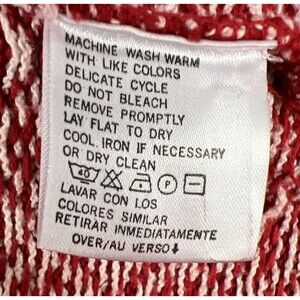 MACHINE WASH WARM
WITH LIKE COLORS
DELICATE CYCLE
DO NOT BLEACH
REMOVE PROMPTLY
LAY FLAT TO DRY
COOL IRON IF NECESSARY
OR DRY CLEAN
40 P
LAVAR CON LOS
COLORES SIMILAR
RETIRAR INMEDIATAMENTE
OVER/AU VERSO↓